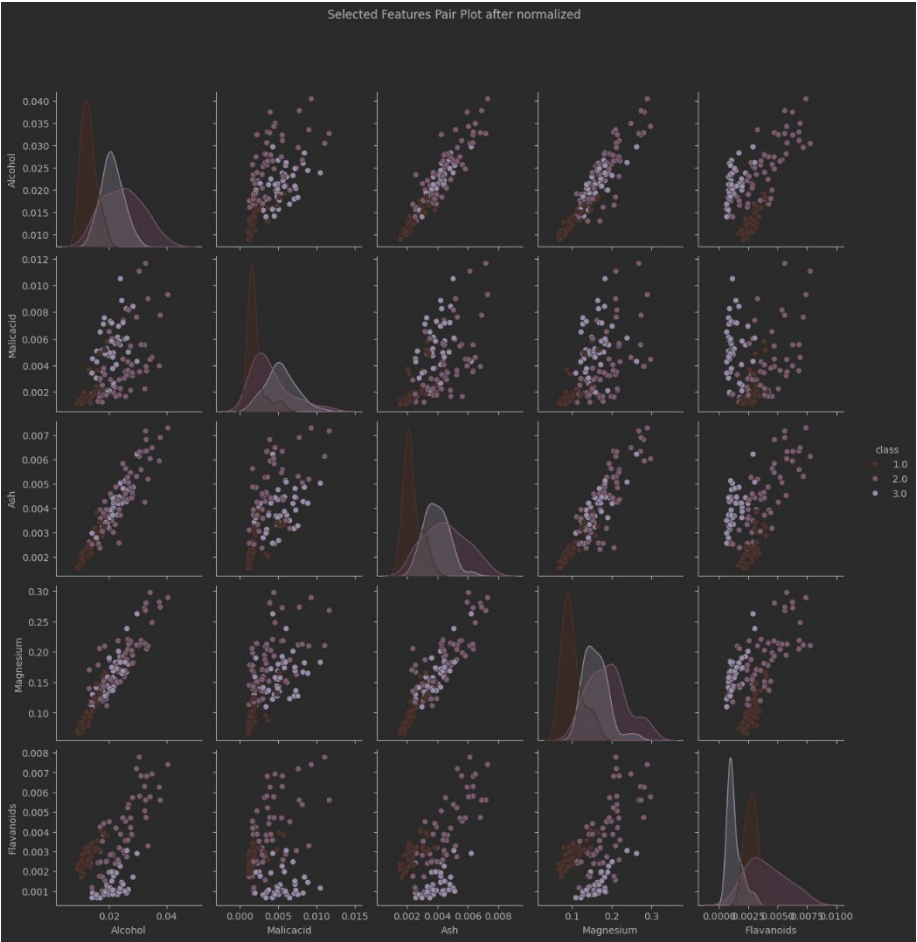 Selected Features Pair Plot after normalized
0.040
0.035
0.030
0.025
0.020
0.015
0.010
Alcohol
0.012
0.010
0.008
0.006
0.004
0.002
Malicacid
0.007
0.006
0.005
0.004
0.003
0.002
Ash
class
1.0
2.0
3.0
0.30
0.25
0.20
0.15
0.10
Magnesium
0.008
0.007
0.006
0.005
0.004
0.003
0.002
0.001
Flavanoids
0.02 0.04
Alcohol
0.000 0.005 0.010 0.015
Malicacid
0.002 0.004 0.006 0.008
Ash
0.1 0.2 0.3
Magnesium
0.0000 0.0025 0.0050 0.0075 0.0100
Flavanoids